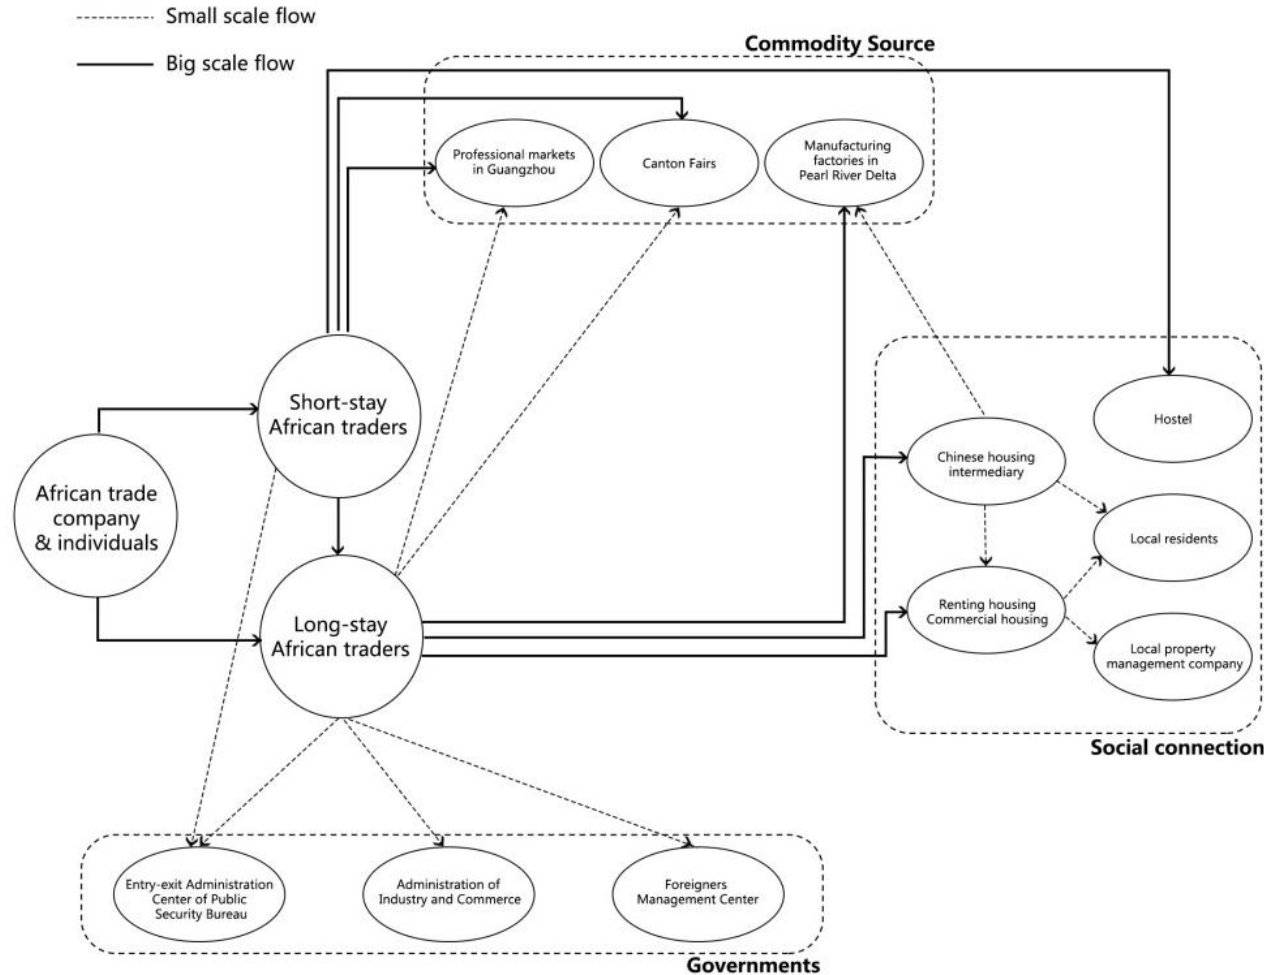 Small scale flow
Big scale flow
Commodity Source
Professional markets
in Guangzhou
Canton Fairs
Manufacturing
factories in
Pearl River Delta
Short-stay
African traders
African trade
company
& individuals
Long-stay
African traders
Hostel
Chinese housing
intermediary
Local residents
Renting housing
Commercial housing
Local property
management company
Social connection
Entry-exit Administration
Center of Public
Security Bureau
Administration of
Industry and Commerce
Foreigners
Management Center
Governments